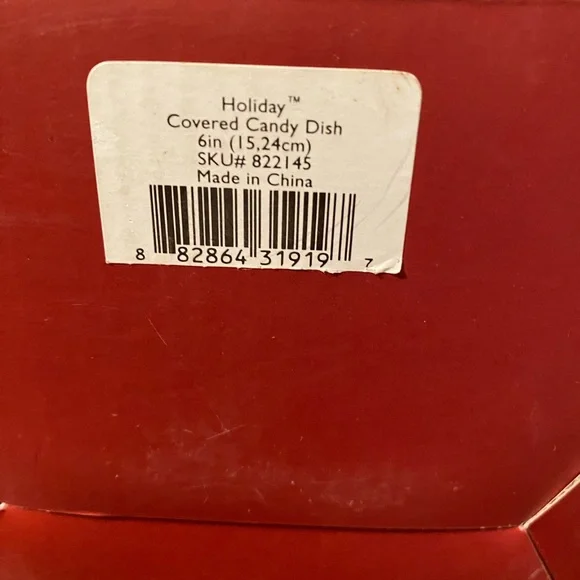 Holiday™
Covered Candy Dish
6in (15,24cm)
SKU# 822145
Made in China
8 82864 31919 7